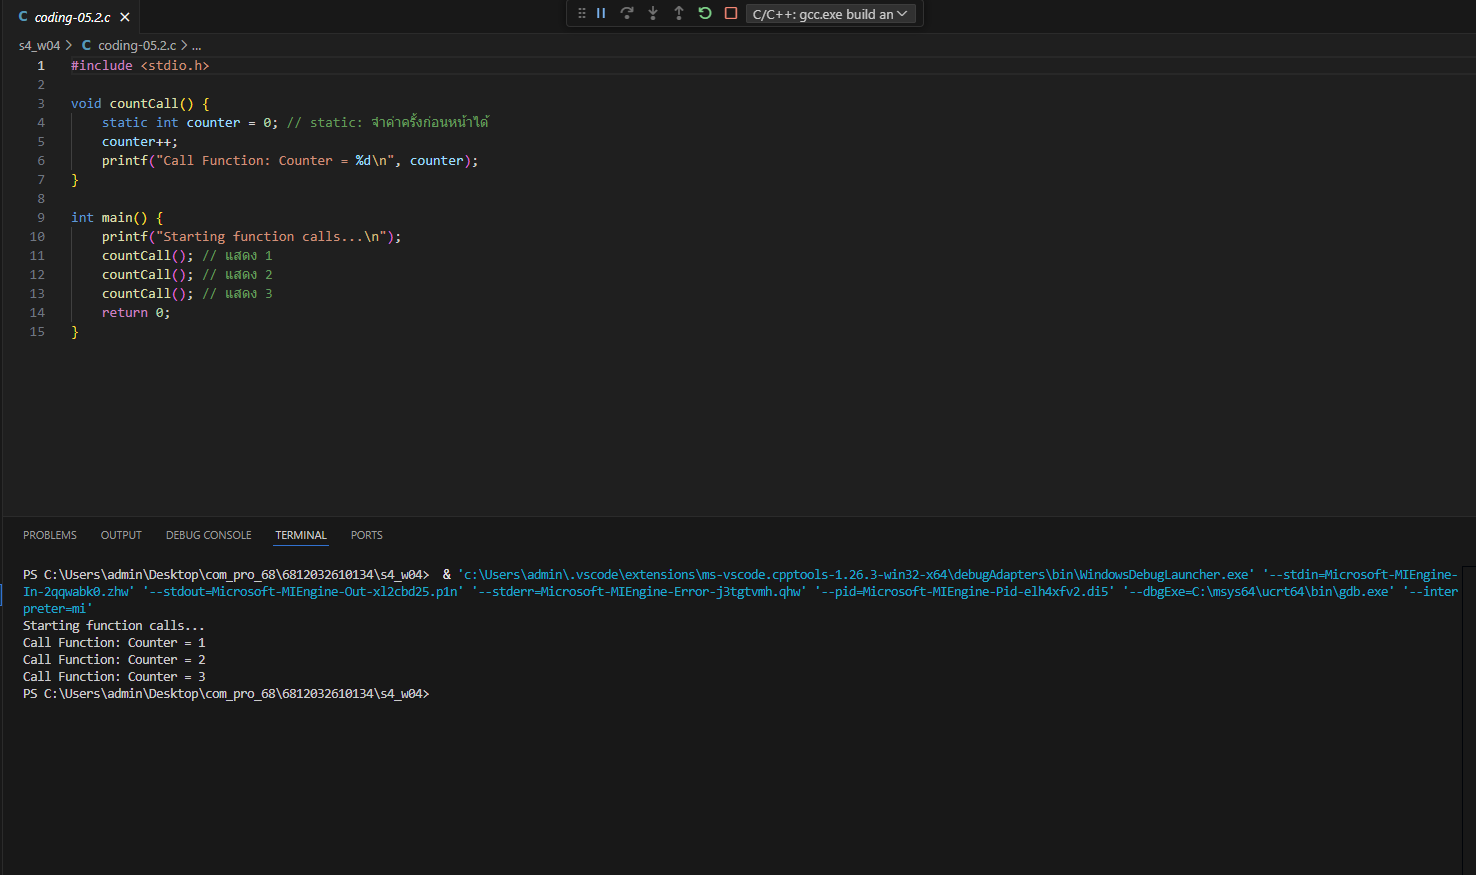 C coding-05.2.c
C/C++: gcc.exe build an
s4_w04 > C coding-05.2.c > ...
1 #include <stdio.h>
2
3 void countCall() {
4 static int counter = 0; // static: จำค่าครั้งก่อนหน้าได้
5 counter++;
6 printf("Call Function: Counter = %d\n", counter);
7 }
8
9 int main() {
10 printf("Starting function calls...\n");
11 countCall(); // แสดง 1
12 countCall(); // แสดง 2
13 countCall(); // แสดง 3
14 return 0;
15 }
PROBLEMS OUTPUT DEBUG CONSOLE TERMINAL PORTS
PS C:\Users\admin\Desktop\com_pro_68\6812032610134\s4_w04> & 'c:\Users\admin\.vscode\extensions\ms-vscode.cpptools-1.26.3-win32-x64\debugAdapters\bin\WindowsDebugLauncher.exe' '--stdin=Microsoft-MIEngine-
In-2qqwabk0.zhw' '--stdout=Microsoft-MIEngine-Out-xl2cbd25.p1n' '--stderr=Microsoft-MIEngine-Error-j3tgtvmh.qhw' '--pid=Microsoft-MIEngine-Pid-elh4xfv2.di5' '--dbgExe=C:\msys64\ucrt64\bin\gdb.exe' '--inter
preter=mi'
Starting function calls...
Call Function: Counter = 1
Call Function: Counter = 2
Call Function: Counter = 3
PS C:\Users\admin\Desktop\com_pro_68\6812032610134\s4_w04>